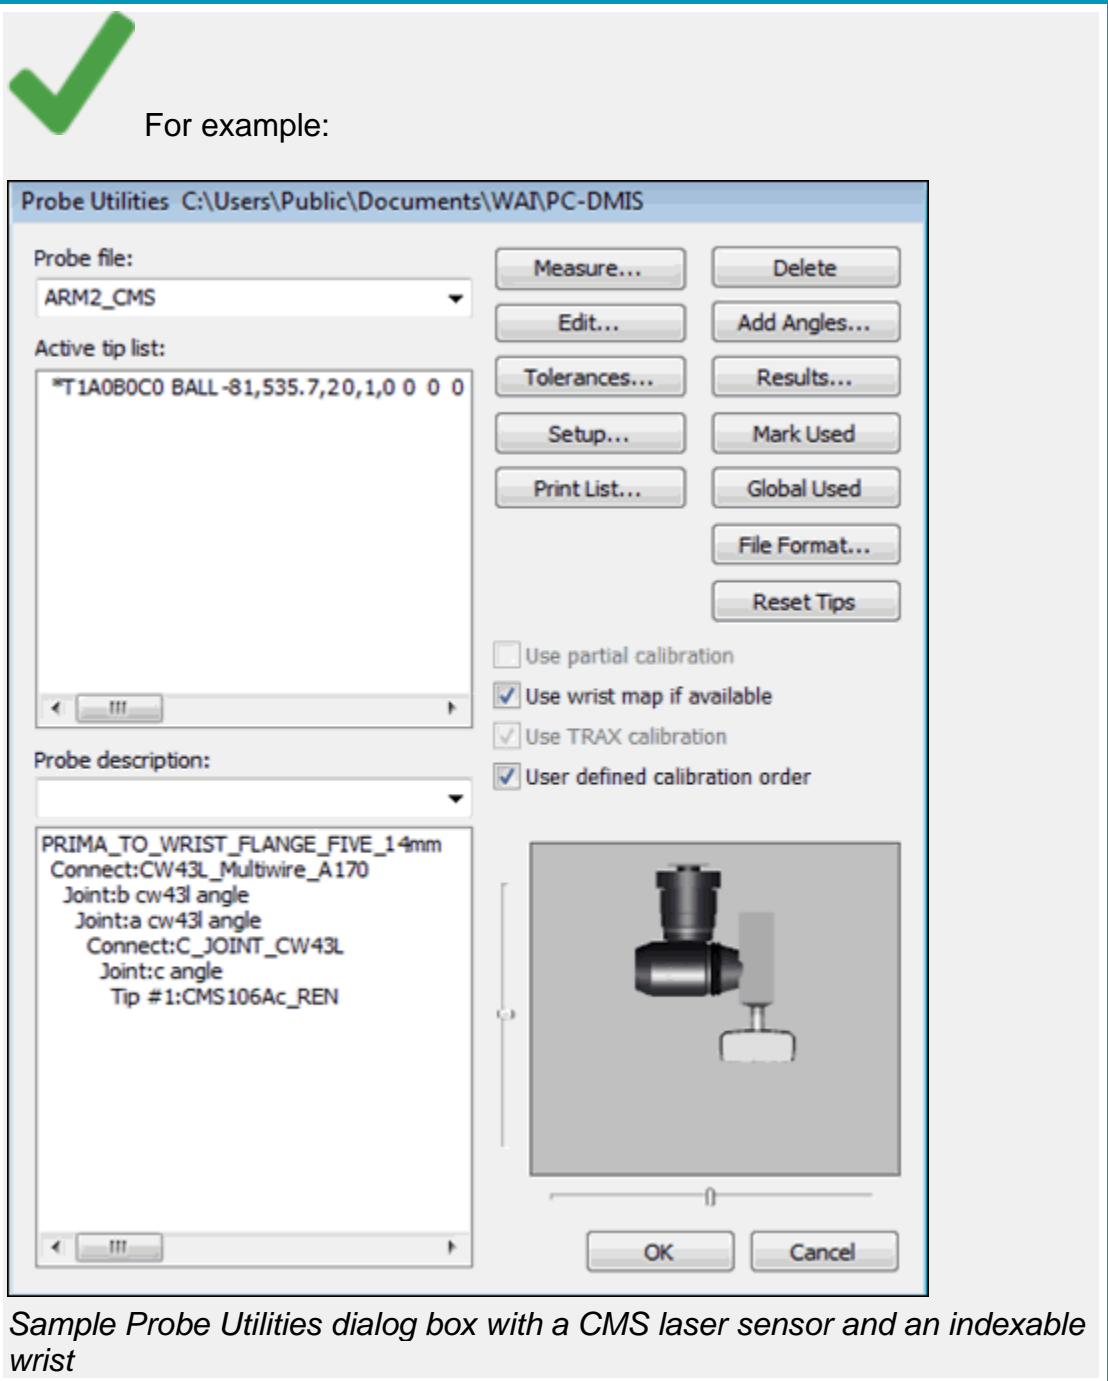 For example:
Probe Utilities C:\Users\Public\Documents\WAI\PC-DMIS
Probe file:
ARM2_CMS
Active tip list:
*T1A0B0C0 BALL -81,535.7,20,1,0 0 0 0
Measure...
Delete
Edit...
Add Angles...
Tolerances...
Results...
Setup...
Mark Used
Print List...
Global Used
File Format...
Reset Tips
Use partial calibration
Use wrist map if available
Use TRAX calibration
User defined calibration order
Probe description:
PRIMA_TO_WRIST_FLANGE_FIVE_14mm
Connect:CW43L_Multiwire_A170
Joint:b cw43l angle
Joint:a cw43l angle
Connect:C_JOINT_CW43L
Joint:c angle
Tip #1:CMS106Ac_REN
OK
Cancel
Sample Probe Utilities dialog box with a CMS laser sensor and an indexable
wrist